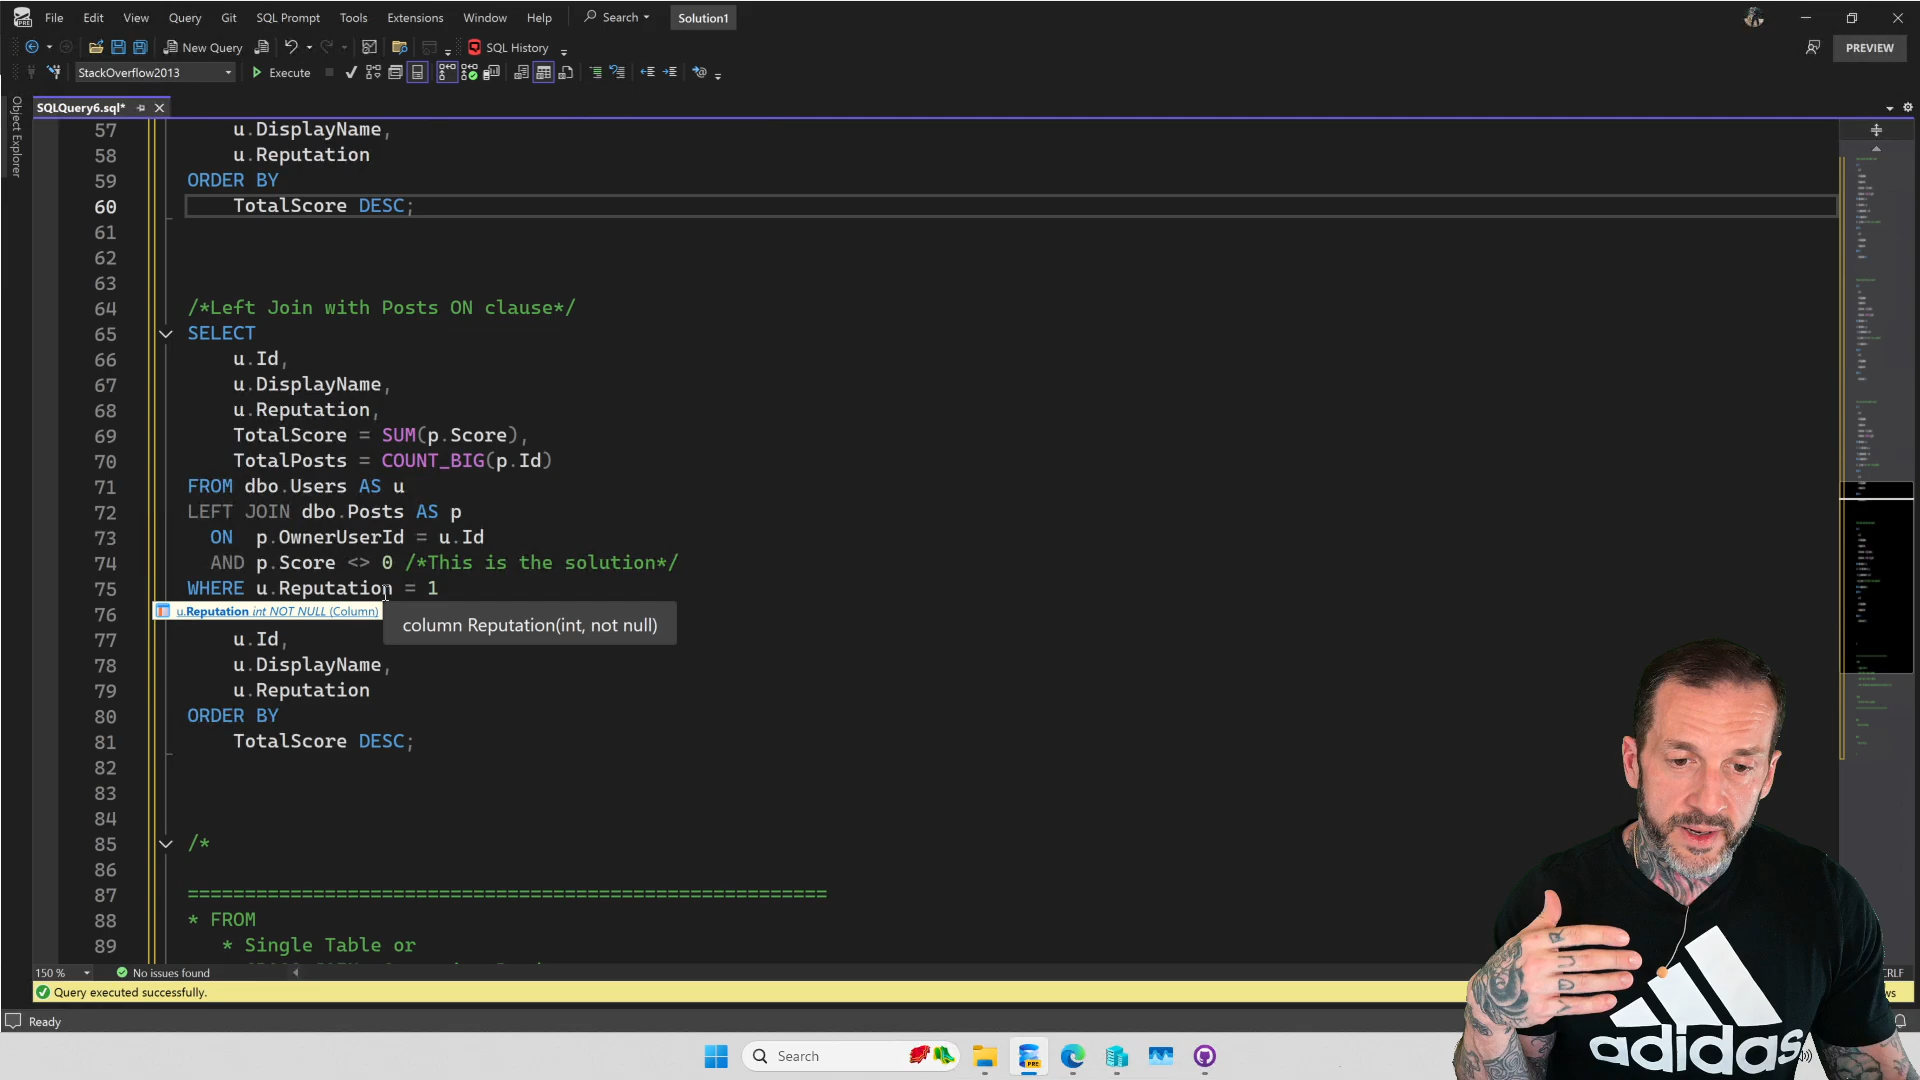 File Edit View Query Git SQL Prompt Tools Extensions Window Help Search Solution1
New Query SQL History PREVIEW
StackOverflow2013 Execute
SQLQuery6.sql*
Object Explorer
57 u.DisplayName,
58 u.Reputation
59 ORDER BY
60 TotalScore DESC;
61
62
63
64 /*Left Join with Posts ON clause*/
65 SELECT
66 u.Id,
67 u.DisplayName,
68 u.Reputation,
69 TotalScore = SUM(p.Score),
70 TotalPosts = COUNT_BIG(p.Id)
71 FROM dbo.Users AS u
72 LEFT JOIN dbo.Posts AS p
73 ON p.OwnerUserId = u.Id
74 AND p.Score <> 0 /*This is the solution*/
75 WHERE u.Reputation = 1
76 u.Reputation int NOT NULL (Column)
column Reputation(int, not null)
77 u.Id,
78 u.DisplayName,
79 u.Reputation
80 ORDER BY
81 TotalScore DESC;
82
83
84
85 /*
86
87 ======================================================
88 * FROM
89 * Single Table or
150 % No issues found CRLF
Query executed successfully.
Ready
Search
adidas